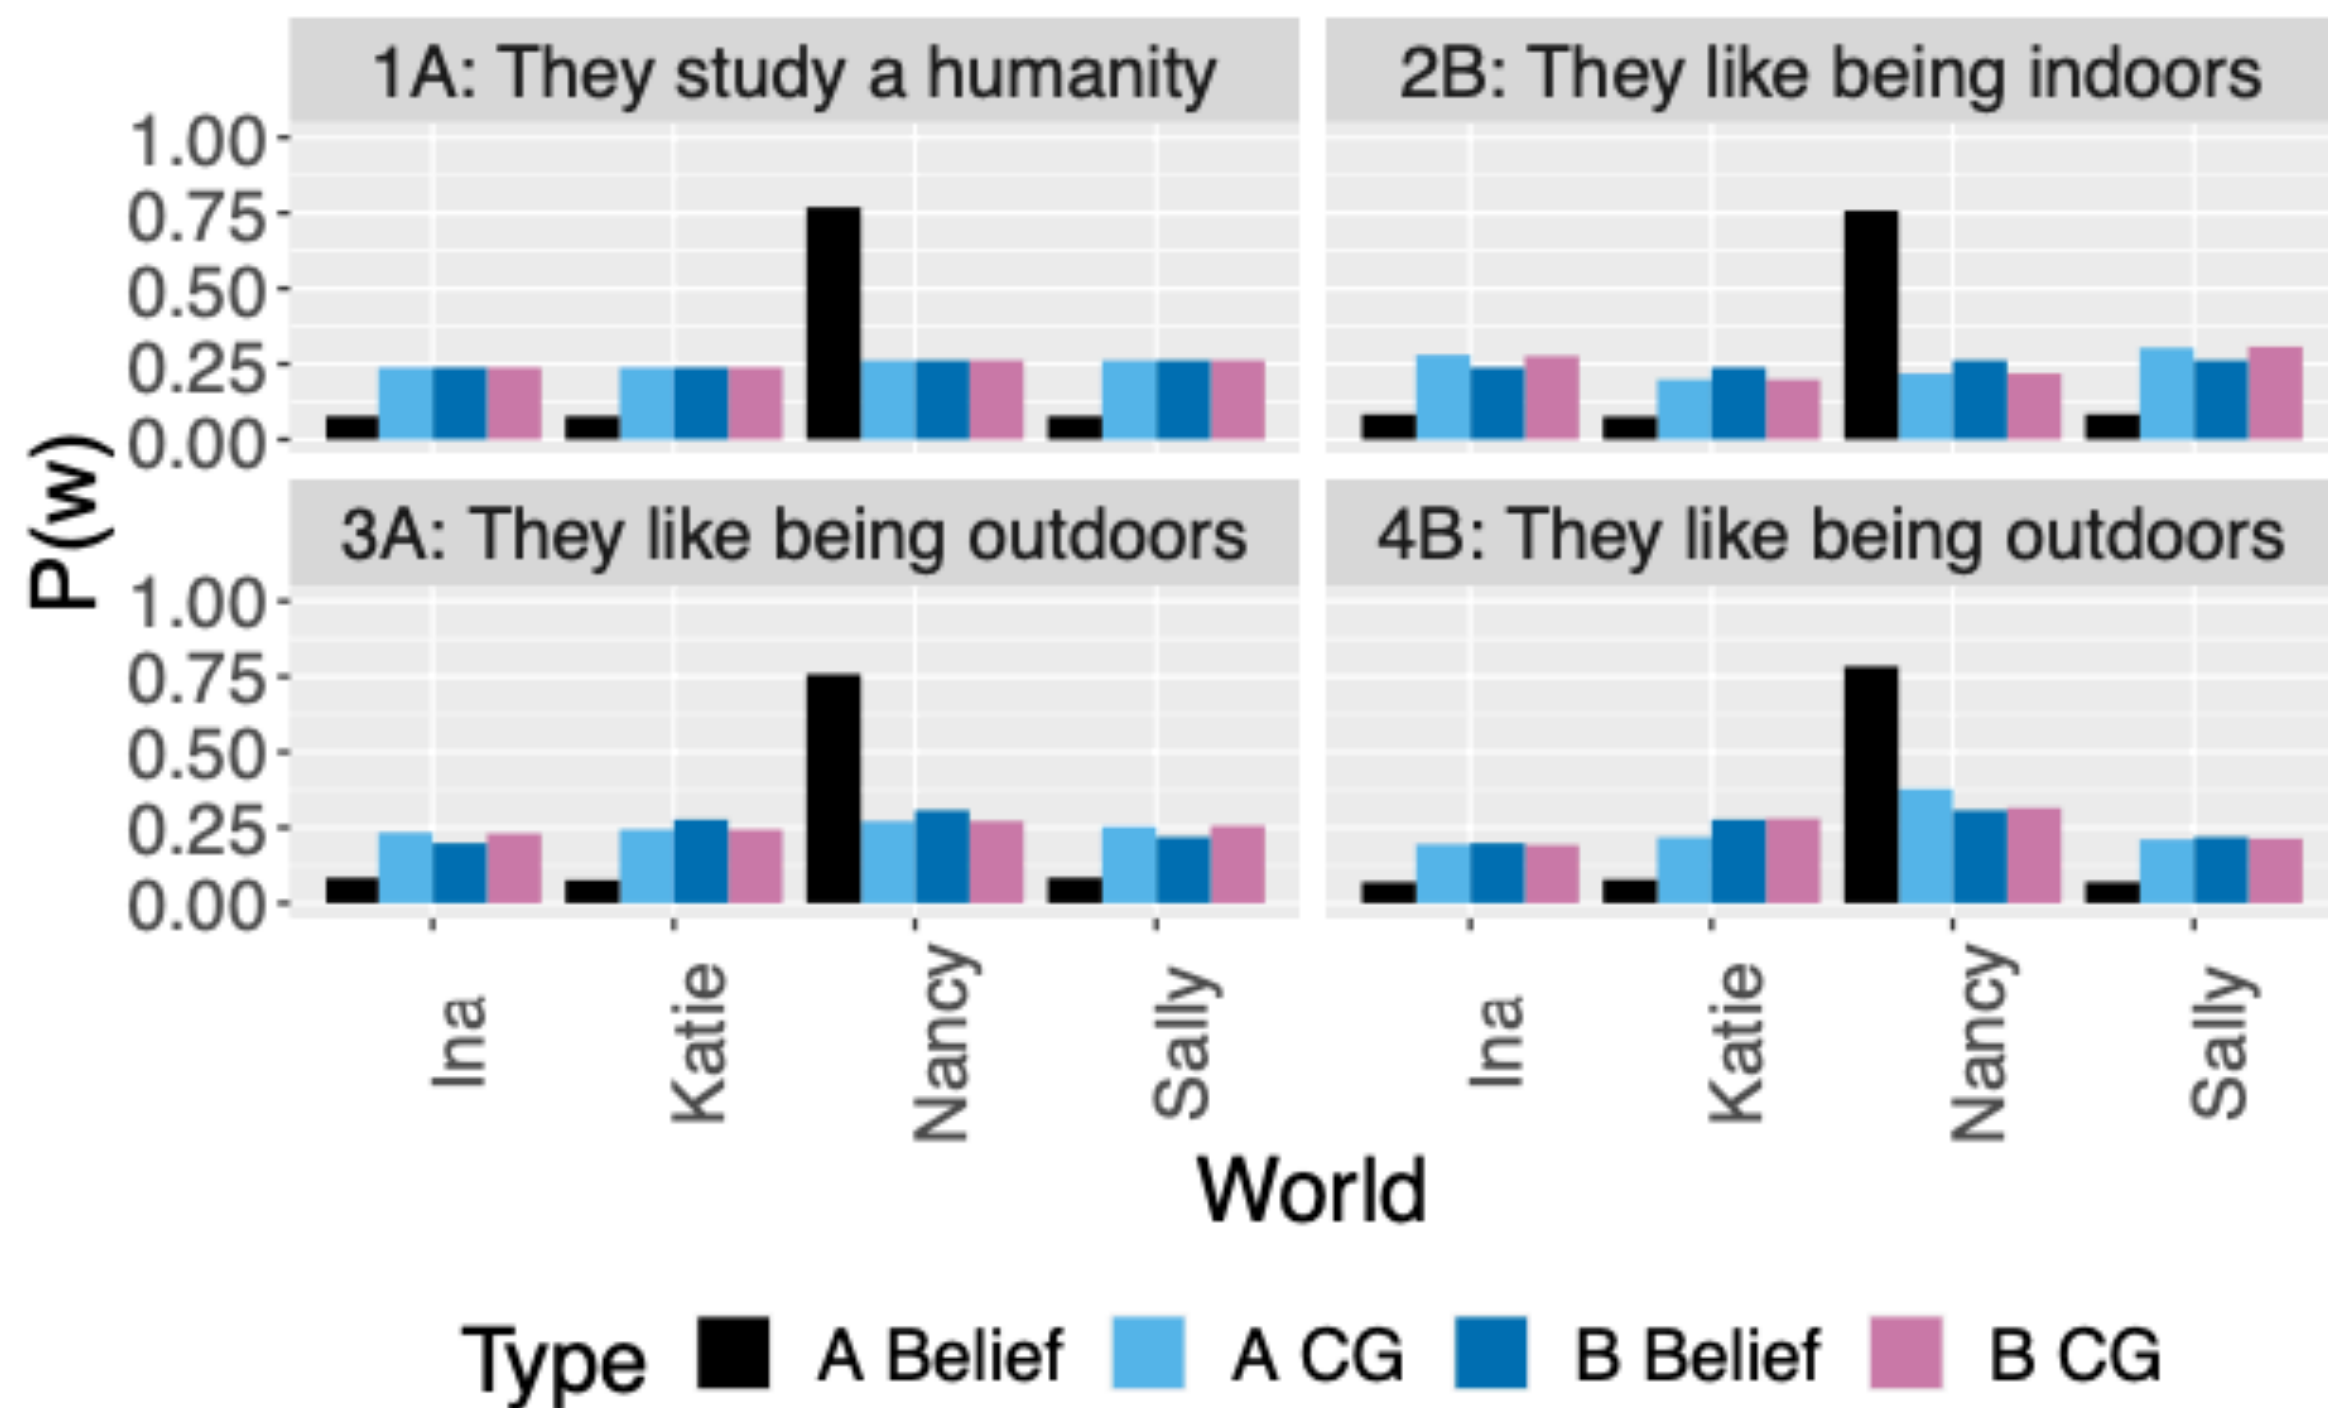 1A: They study a humanity
2B: They like being indoors
1.00
0.75
0.50
0.25
0.00
P(w)
3A: They like being outdoors
4B: They like being outdoors
1.00
0.75
0.50
0.25
0.00
Ina
Katie
Nancy
Sally
Ina
Katie
Nancy
Sally
World
Type A Belief A CG B Belief B CG